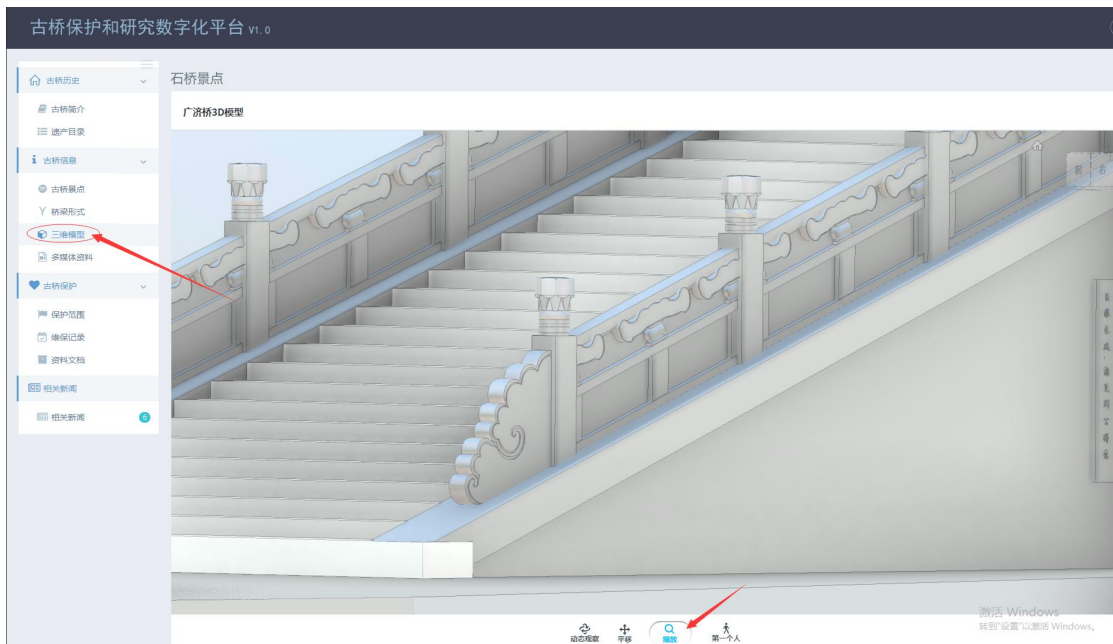 古桥保护和研究数字化平台 V1.0
古桥历史
古桥简介
遗产目录
古桥信息
古桥景点
桥梁形式
三维模型
多媒体资料
古桥保护
保护范围
维保记录
资料文档
相关新闻
相关新闻 6
石桥景点
广济桥3D模型
右
激活 Windows
转到"设置"以激活 Windows。
动态观察 平移 缩放 第一个人